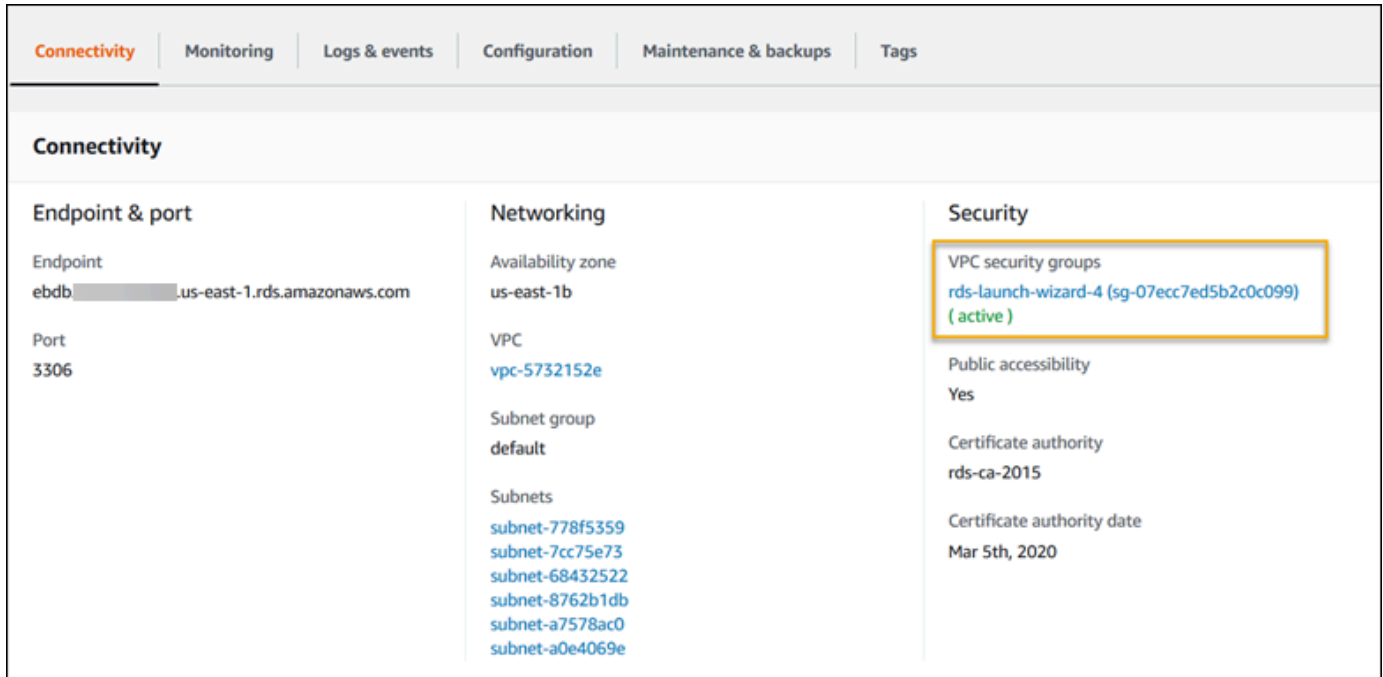 Connectivity
Monitoring
Logs & events
Configuration
Maintenance & backups
Tags
Connectivity
Endpoint & port
Endpoint
ebdb. .us-east-1.rds.amazonaws.com
Port
3306
Networking
Availability zone
us-east-1b
VPC
vpc-5732152e
Subnet group
default
Subnets
subnet-778f5359
subnet-7cc75e73
subnet-68432522
subnet-8762b1db
subnet-a7578ac0
subnet-a0e4069e
Security
VPC security groups
rds-launch-wizard-4 (sg-07ecc7ed5b2c0c099)
( active )
Public accessibility
Yes
Certificate authority
rds-ca-2015
Certificate authority date
Mar 5th, 2020